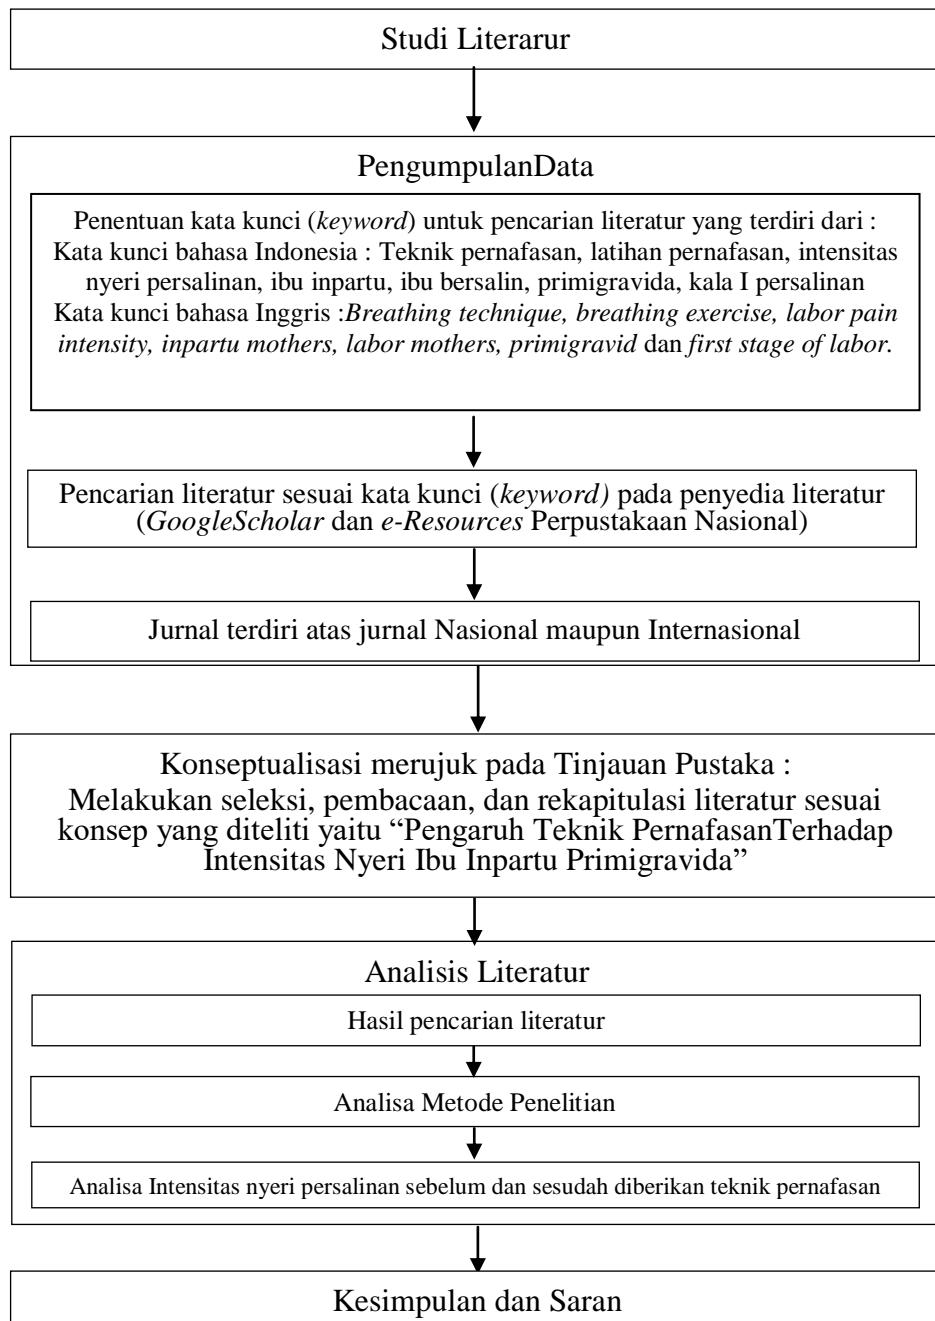 Studi Literarur
PengumpulanData
Penentuan kata kunci (keyword) untuk pencarian literatur yang terdiri dari :
Kata kunci bahasa Indonesia : Teknik pernafasan, latihan pernafasan, intensitas
nyeri persalinan, ibu inpartu, ibu bersalin, primigravida, kala I persalinan
Kata kunci bahasa Inggris :Breathing technique, breathing exercise, labor pain
intensity, inpartu mothers, labor mothers, primigravid dan first stage of labor.
Pencarian literatur sesuai kata kunci (keyword) pada penyedia literatur
(GoogleScholar dan e-Resources Perpustakaan Nasional)
Jurnal terdiri atas jurnal Nasional maupun Internasional
Konseptualisasi merujuk pada Tinjauan Pustaka :
Melakukan seleksi, pembacaan, dan rekapitulasi literatur sesuai
konsep yang diteliti yaitu “Pengaruh Teknik PernafasanTerhadap
Intensitas Nyeri Ibu Inpartu Primigravida”
Analisis Literatur
Hasil pencarian literatur
Analisa Metode Penelitian
Analisa Intensitas nyeri persalinan sebelum dan sesudah diberikan teknik pernafasan
Kesimpulan dan Saran